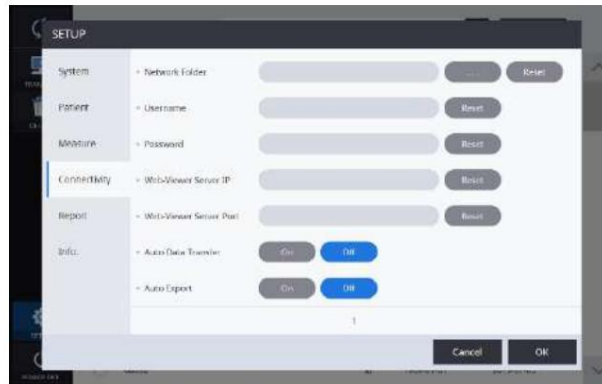 SETUP
System
Network Folder
...
Reset
Patient
Username
Reset
Measure
Password
Reset
Connectivity
Web-Viewer Server IP
Reset
Report
Web-Viewer Server Port
Reset
Info.
Auto Data Transfer
On
Off
Auto Export
On
Off
1
Cancel
OK